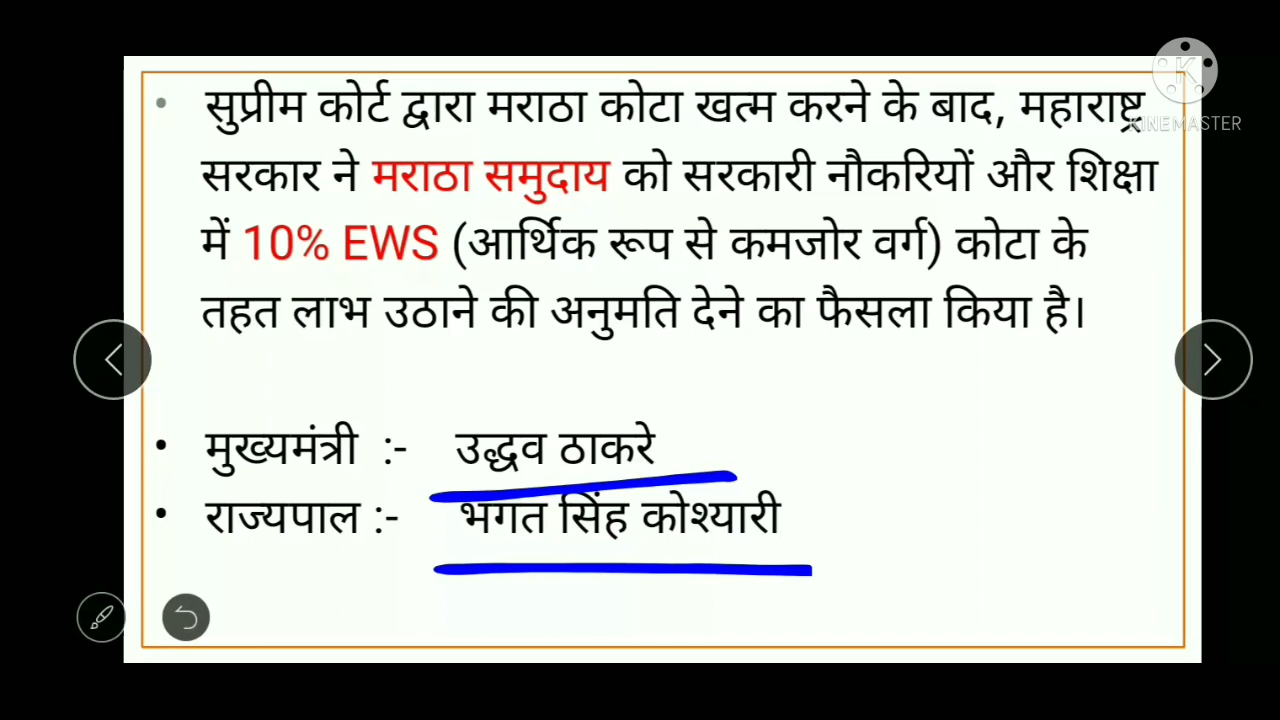 • सुप्रीम कोर्ट द्वारा मराठा कोटा खत्म करने के बाद, महाराष्ट्र
KINEMASTER
सरकार ने मराठा समुदाय को सरकारी नौकरियों और शिक्षा
में 10% EWS (आर्थिक रूप से कमजोर वर्ग) कोटा के
तहत लाभ उठाने की अनुमति देने का फैसला किया है।
• मुख्यमंत्री :- उद्धव ठाकरे
• राज्यपाल :- भगत सिंह कोश्यारी